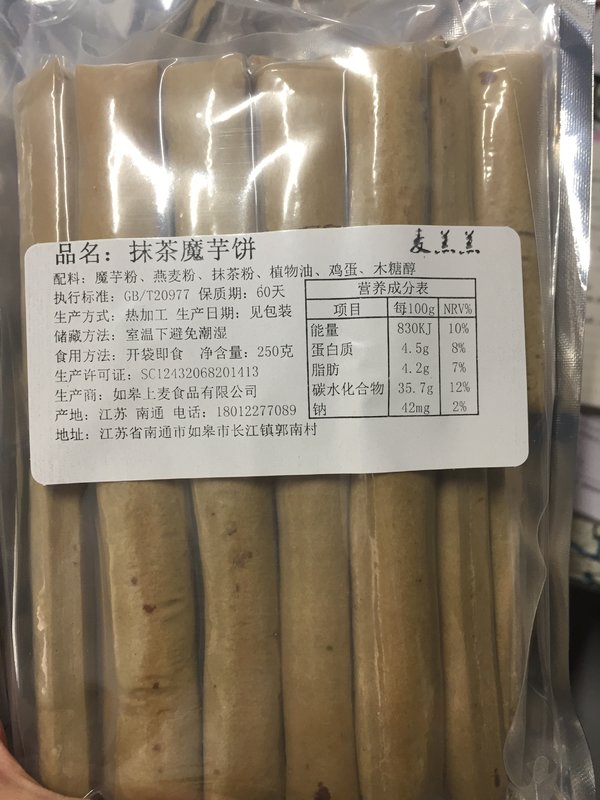 品名：抹茶魔芋饼
麦羔羔
配料：魔芋粉、燕麦粉、抹茶粉、植物油、鸡蛋、木糖醇
执行标准：GB/T20977 保质期：60天
生产方式：热加工 生产日期：见包装
储藏方法：室温下避免潮湿
食用方法：开袋即食 净含量：250克
生产许可证：SC12432068201413
生产商：如皋上麦食品有限公司
产地：江苏 南通 电话：18012277089
地址：江苏省南通市如皋市长江镇郭南村
营养成分表
项目 每100g NRV%
能量 830KJ 10%
蛋白质 4.5g 8%
脂肪 4.2g 7%
碳水化合物 35.7g 12%
钠 42mg 2%